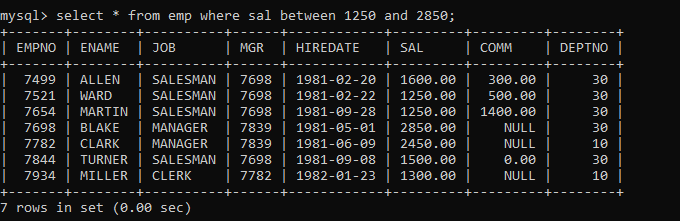 mysql> select * from emp where sal between 1250 and 2850;
+-------+--------+----------+------+------------+---------+---------+--------+
| EMPNO | ENAME  | JOB      | MGR  | HIREDATE   | SAL     | COMM    | DEPTNO |
+-------+--------+----------+------+------------+---------+---------+--------+
|  7499 | ALLEN  | SALESMAN | 7698 | 1981-02-20 | 1600.00 |  300.00 |     30 |
|  7521 | WARD   | SALESMAN | 7698 | 1981-02-22 | 1250.00 |  500.00 |     30 |
|  7654 | MARTIN | SALESMAN | 7698 | 1981-09-28 | 1250.00 | 1400.00 |     30 |
|  7698 | BLAKE  | MANAGER  | 7839 | 1981-05-01 | 2850.00 |    NULL |     30 |
|  7782 | CLARK  | MANAGER  | 7839 | 1981-06-09 | 2450.00 |    NULL |     10 |
|  7844 | TURNER | SALESMAN | 7698 | 1981-09-08 | 1500.00 |    0.00 |     30 |
|  7934 | MILLER | CLERK    | 7782 | 1982-01-23 | 1300.00 |    NULL |     10 |
+-------+--------+----------+------+------------+---------+---------+--------+
7 rows in set (0.00 sec)